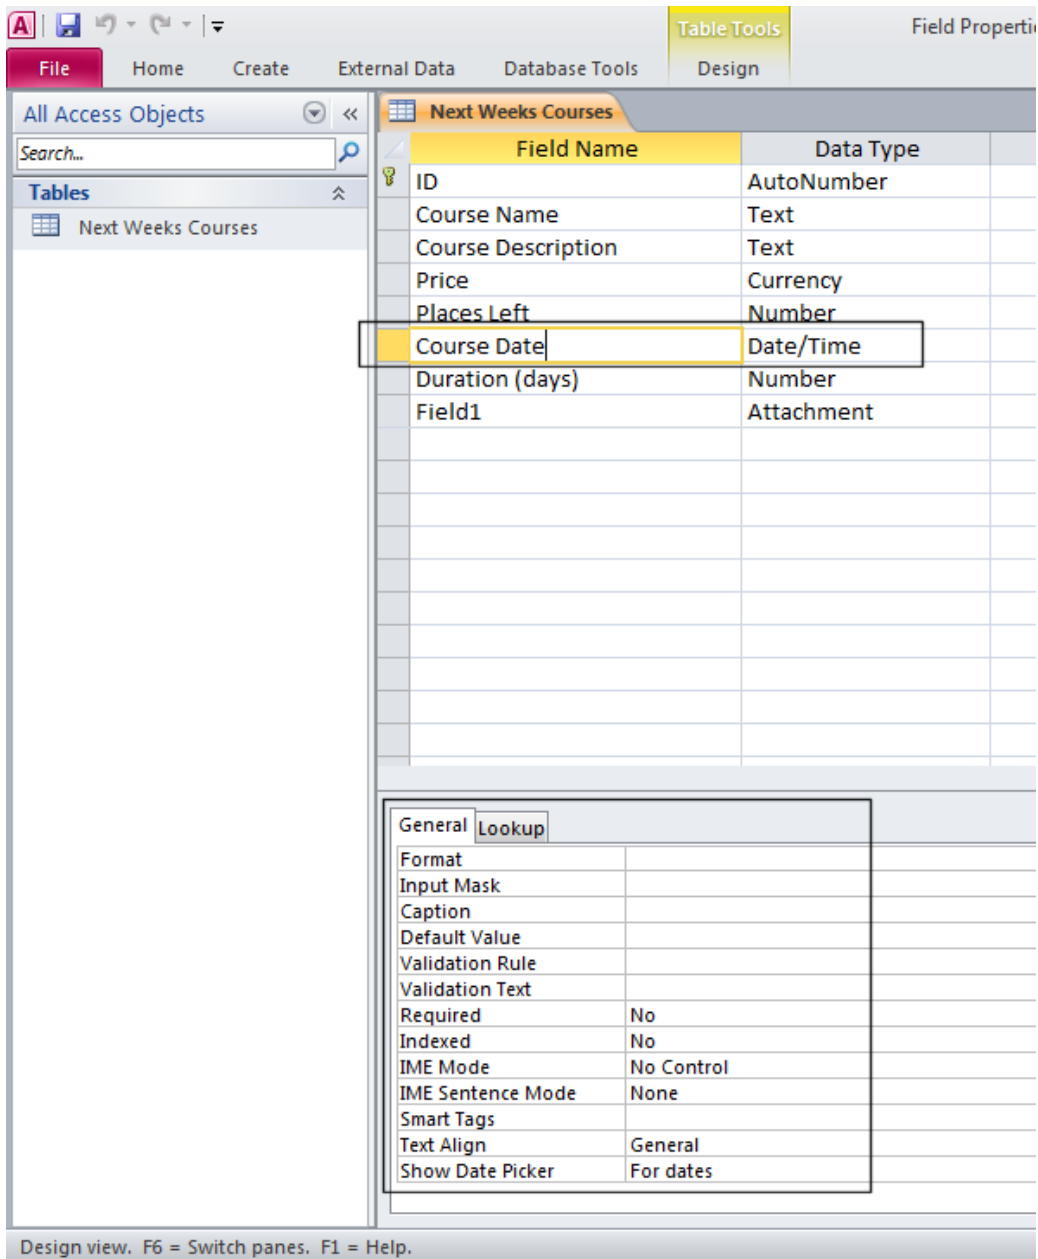 A
Table Tools
Field Properti
File Home Create External Data Database Tools Design
All Access Objects
Search...
Tables
Next Weeks Courses
Next Weeks Courses
Field Name Data Type
ID AutoNumber
Course Name Text
Course Description Text
Price Currency
Places Left Number
Course Date Date/Time
Duration (days) Number
Field1 Attachment
General Lookup
Format
Input Mask
Caption
Default Value
Validation Rule
Validation Text
Required No
Indexed No
IME Mode No Control
IME Sentence Mode None
Smart Tags
Text Align General
Show Date Picker For dates
Design view. F6 = Switch panes. F1 = Help.